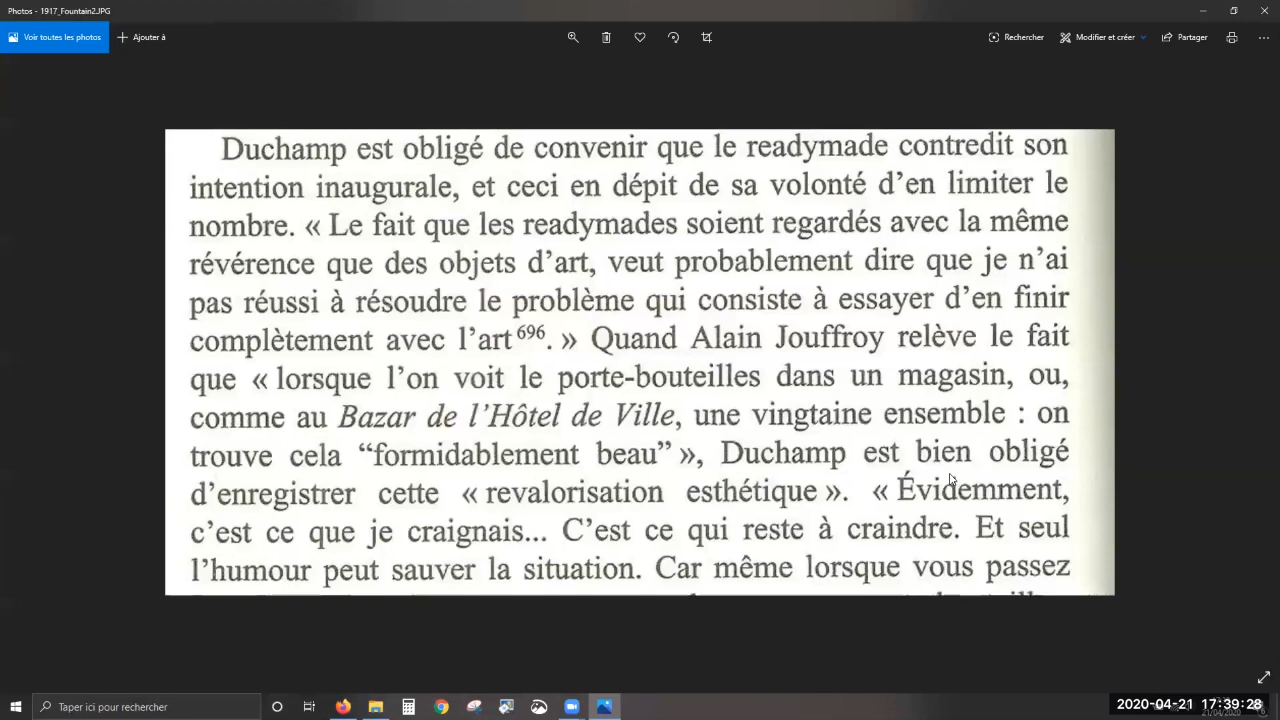 Photos - 1917_Fountain2.JPG
Voir toutes les photos
Ajouter à
Rechercher
Modifier et créer
Partager
Duchamp est obligé de convenir que le readymade contredit son
intention inaugurale, et ceci en dépit de sa volonté d’en limiter le
nombre. « Le fait que les readymades soient regardés avec la même
révérence que des objets d’art, veut probablement dire que je n’ai
pas réussi à résoudre le problème qui consiste à essayer d’en finir
complètement avec l’art⁶⁹⁶. » Quand Alain Jouffroy relève le fait
que « lorsque l’on voit le porte-bouteilles dans un magasin, ou,
comme au Bazar de l’Hôtel de Ville, une vingtaine ensemble : on
trouve cela “formidablement beau” », Duchamp est bien obligé
d’enregistrer cette « revalorisation esthétique ». « Évidemment,
c’est ce que je craignais... C’est ce qui reste à craindre. Et seul
l’humour peut sauver la situation. Car même lorsque vous passez
Taper ici pour rechercher
2020-04-21 17:39:28
21/04/2020